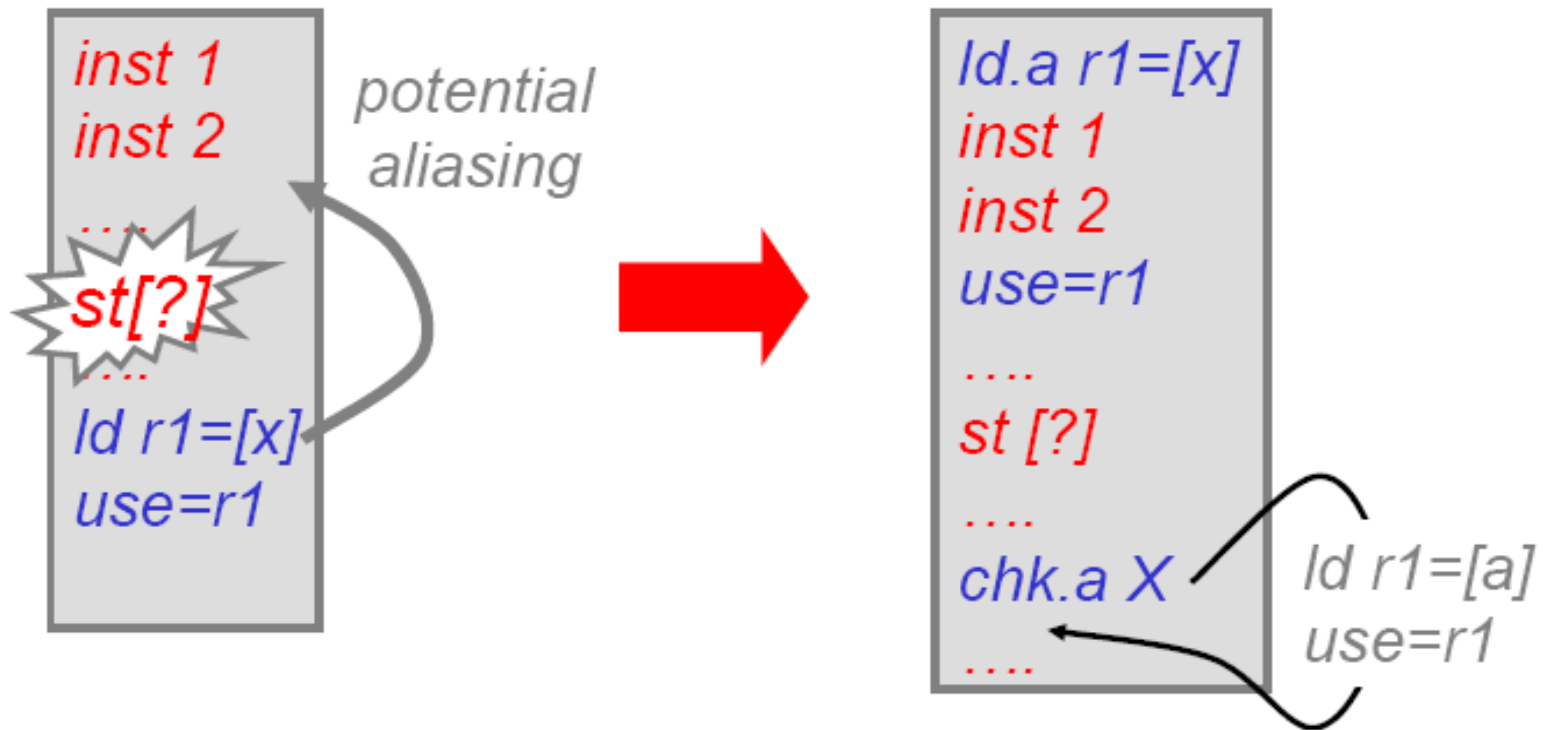 inst 1
inst 2
....
st[?]
....
ld r1=[x]
use=r1
potential
aliasing
ld.a r1=[x]
inst 1
inst 2
use=r1
....
st [?]
....
chk.a X
....
ld r1=[a]
use=r1